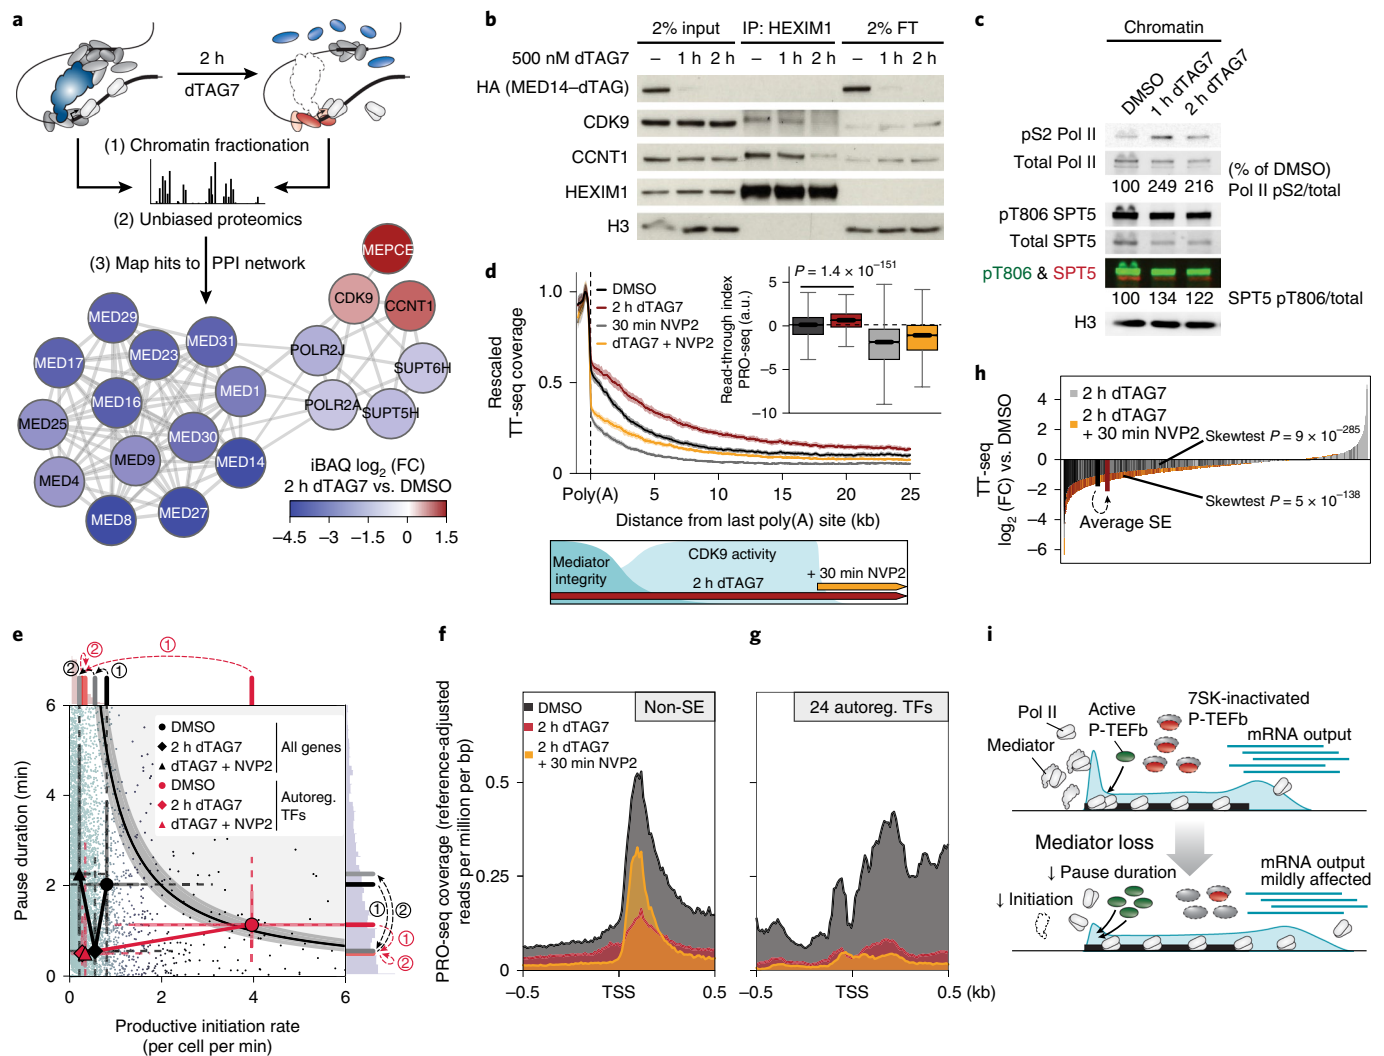 a
2 h
dTAG7
(1) Chromatin fractionation
(2) Unbiased proteomics
(3) Map hits to PPI network
MEPCE
CDK9
CCNT1
MED29
MED31
MED23
MED17
POLR2J
SUPT6H
MED1
MED16
POLR2A
SUPT5H
MED25
MED30
MED9
MED14
MED4
MED8
MED27
iBAQ log2 (FC)
2 h dTAG7 vs. DMSO
−4.5 −3 −1.5 0 1.5
b
2% input IP: HEXIM1 2% FT
500 nM dTAG7 – 1 h 2 h – 1 h 2 h – 1 h 2 h
HA (MED14–dTAG)
CDK9
CCNT1
HEXIM1
H3
c
Chromatin
DMSO
1 h dTAG7
2 h dTAG7
pS2 Pol II
Total Pol II
(% of DMSO)
100 249 216 Pol II pS2/total
pT806 SPT5
Total SPT5
pT806 & SPT5
100 134 122 SPT5 pT806/total
H3
d
Rescaled
TT-seq coverage
1.0
0.5
0
DMSO
2 h dTAG7
30 min NVP2
dTAG7 + NVP2
Read-through index
PRO-seq (a.u.)
P = 1.4 × 10−151
5
0
−5
−10
Poly(A) 5 10 15 20 25
Distance from last poly(A) site (kb)
Mediator
integrity
CDK9 activity
2 h dTAG7
+ 30 min NVP2
h
TT-seq
log2 (FC) vs. DMSO
4
2
0
−2
−4
−6
2 h dTAG7
2 h dTAG7
+ 30 min NVP2
Skewtest P = 9 × 10−285
Skewtest P = 5 × 10−138
Average SE
e
② ① ② ①
Pause duration (min)
6
4
2
0
DMSO
2 h dTAG7
dTAG7 + NVP2
All genes
DMSO
2 h dTAG7
dTAG7 + NVP2
Autoreg.
TFs
① ②
①
②
0 2 4 6
Productive initiation rate
(per cell per min)
f
PRO-seq coverage (reference-adjusted
reads per million per bp)
DMSO
2 h dTAG7
2 h dTAG7
+ 30 min NVP2
Non-SE
0.5
0.25
0
−0.5 TSS 0.5
g
24 autoreg. TFs
−0.5 TSS 0.5 (kb)
i
Pol II
Mediator
Active
P-TEFb
7SK-inactivated
P-TEFb
mRNA output
Mediator loss
↓ Pause duration
↓ Initiation
mRNA output
mildly affected